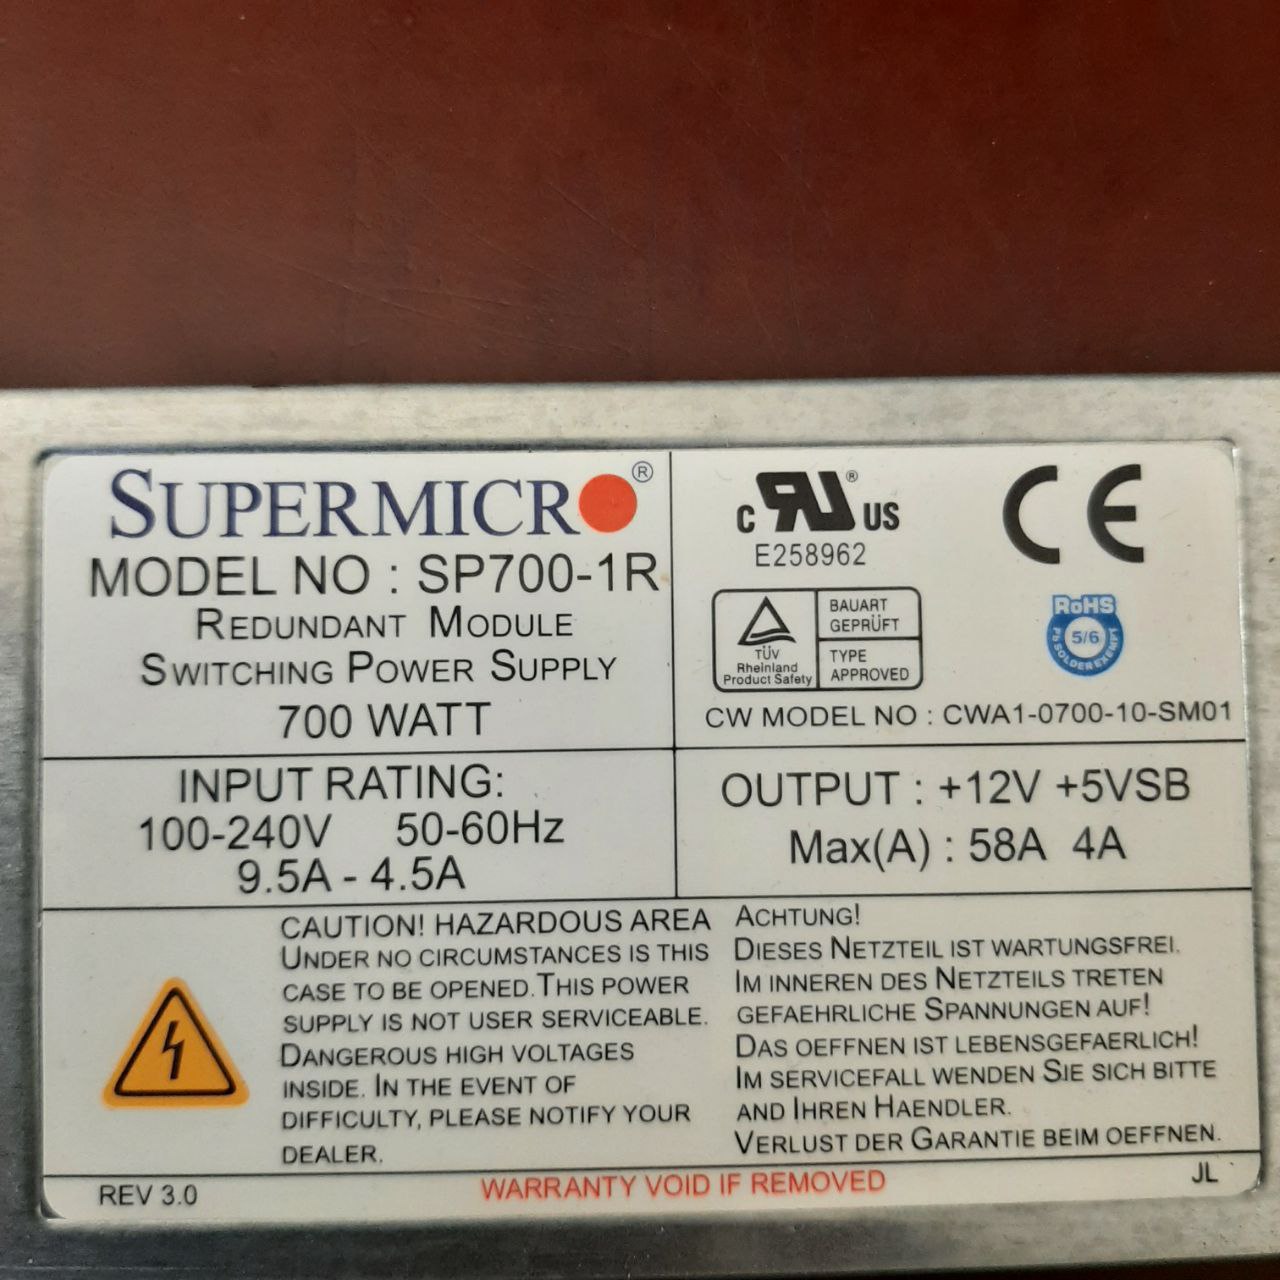 SUPERMICRO®
MODEL NO : SP700-1R
REDUNDANT MODULE
SWITCHING POWER SUPPLY
700 WATT
C RU® US
E258962
CE
TÜV
Rheinland
Product Safety
BAUART
GEPRÜFT
TYPE
APPROVED
RoHS
5/6
Pb SOLDER EXEMPT
CW MODEL NO : CWA1-0700-10-SM01
INPUT RATING:
100-240V 50-60Hz
9.5A - 4.5A
OUTPUT : +12V +5VSB
Max(A) : 58A 4A
CAUTION! HAZARDOUS AREA
UNDER NO CIRCUMSTANCES IS THIS
CASE TO BE OPENED.THIS POWER
SUPPLY IS NOT USER SERVICEABLE.
DANGEROUS HIGH VOLTAGES
INSIDE. IN THE EVENT OF
DIFFICULTY, PLEASE NOTIFY YOUR
DEALER.
ACHTUNG!
DIESES NETZTEIL IST WARTUNGSFREI.
IM INNEREN DES NETZTEILS TRETEN
GEFAEHRLICHE SPANNUNGEN AUF!
DAS OEFFNEN IST LEBENSGEFAERLICH!
IM SERVICEFALL WENDEN SIE SICH BITTE
AND IHREN HAENDLER.
VERLUST DER GARANTIE BEIM OEFFNEN.
REV 3.0
WARRANTY VOID IF REMOVED
JL